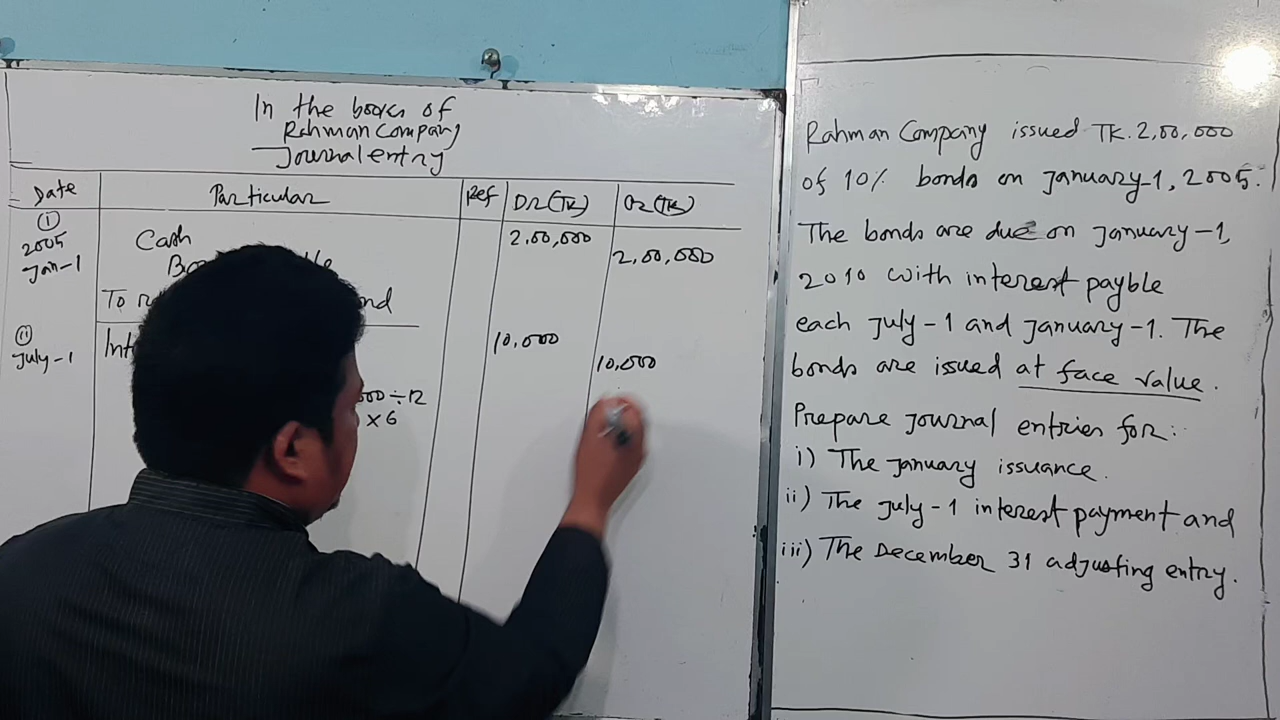 In the books of
Rahman Company
Journal entry
Date Particular Ref Dr(TK) Cr(TK)
(i)
2005
Jan-1
Cash 2,00,000
2,00,000
To
(ii)
July-1
10,000
10,000
÷12
×6
Rahman Company issued TK. 2,00,000
of 10% bonds on January-1, 2005.
The bonds are due on January-1,
2010 with interest payble
each July-1 and January-1. The
bonds are issued at face value.
Prepare Journal entries for:
i) The January issuance.
ii) The July-1 interest payment and
iii) The December 31 adjusting entry.